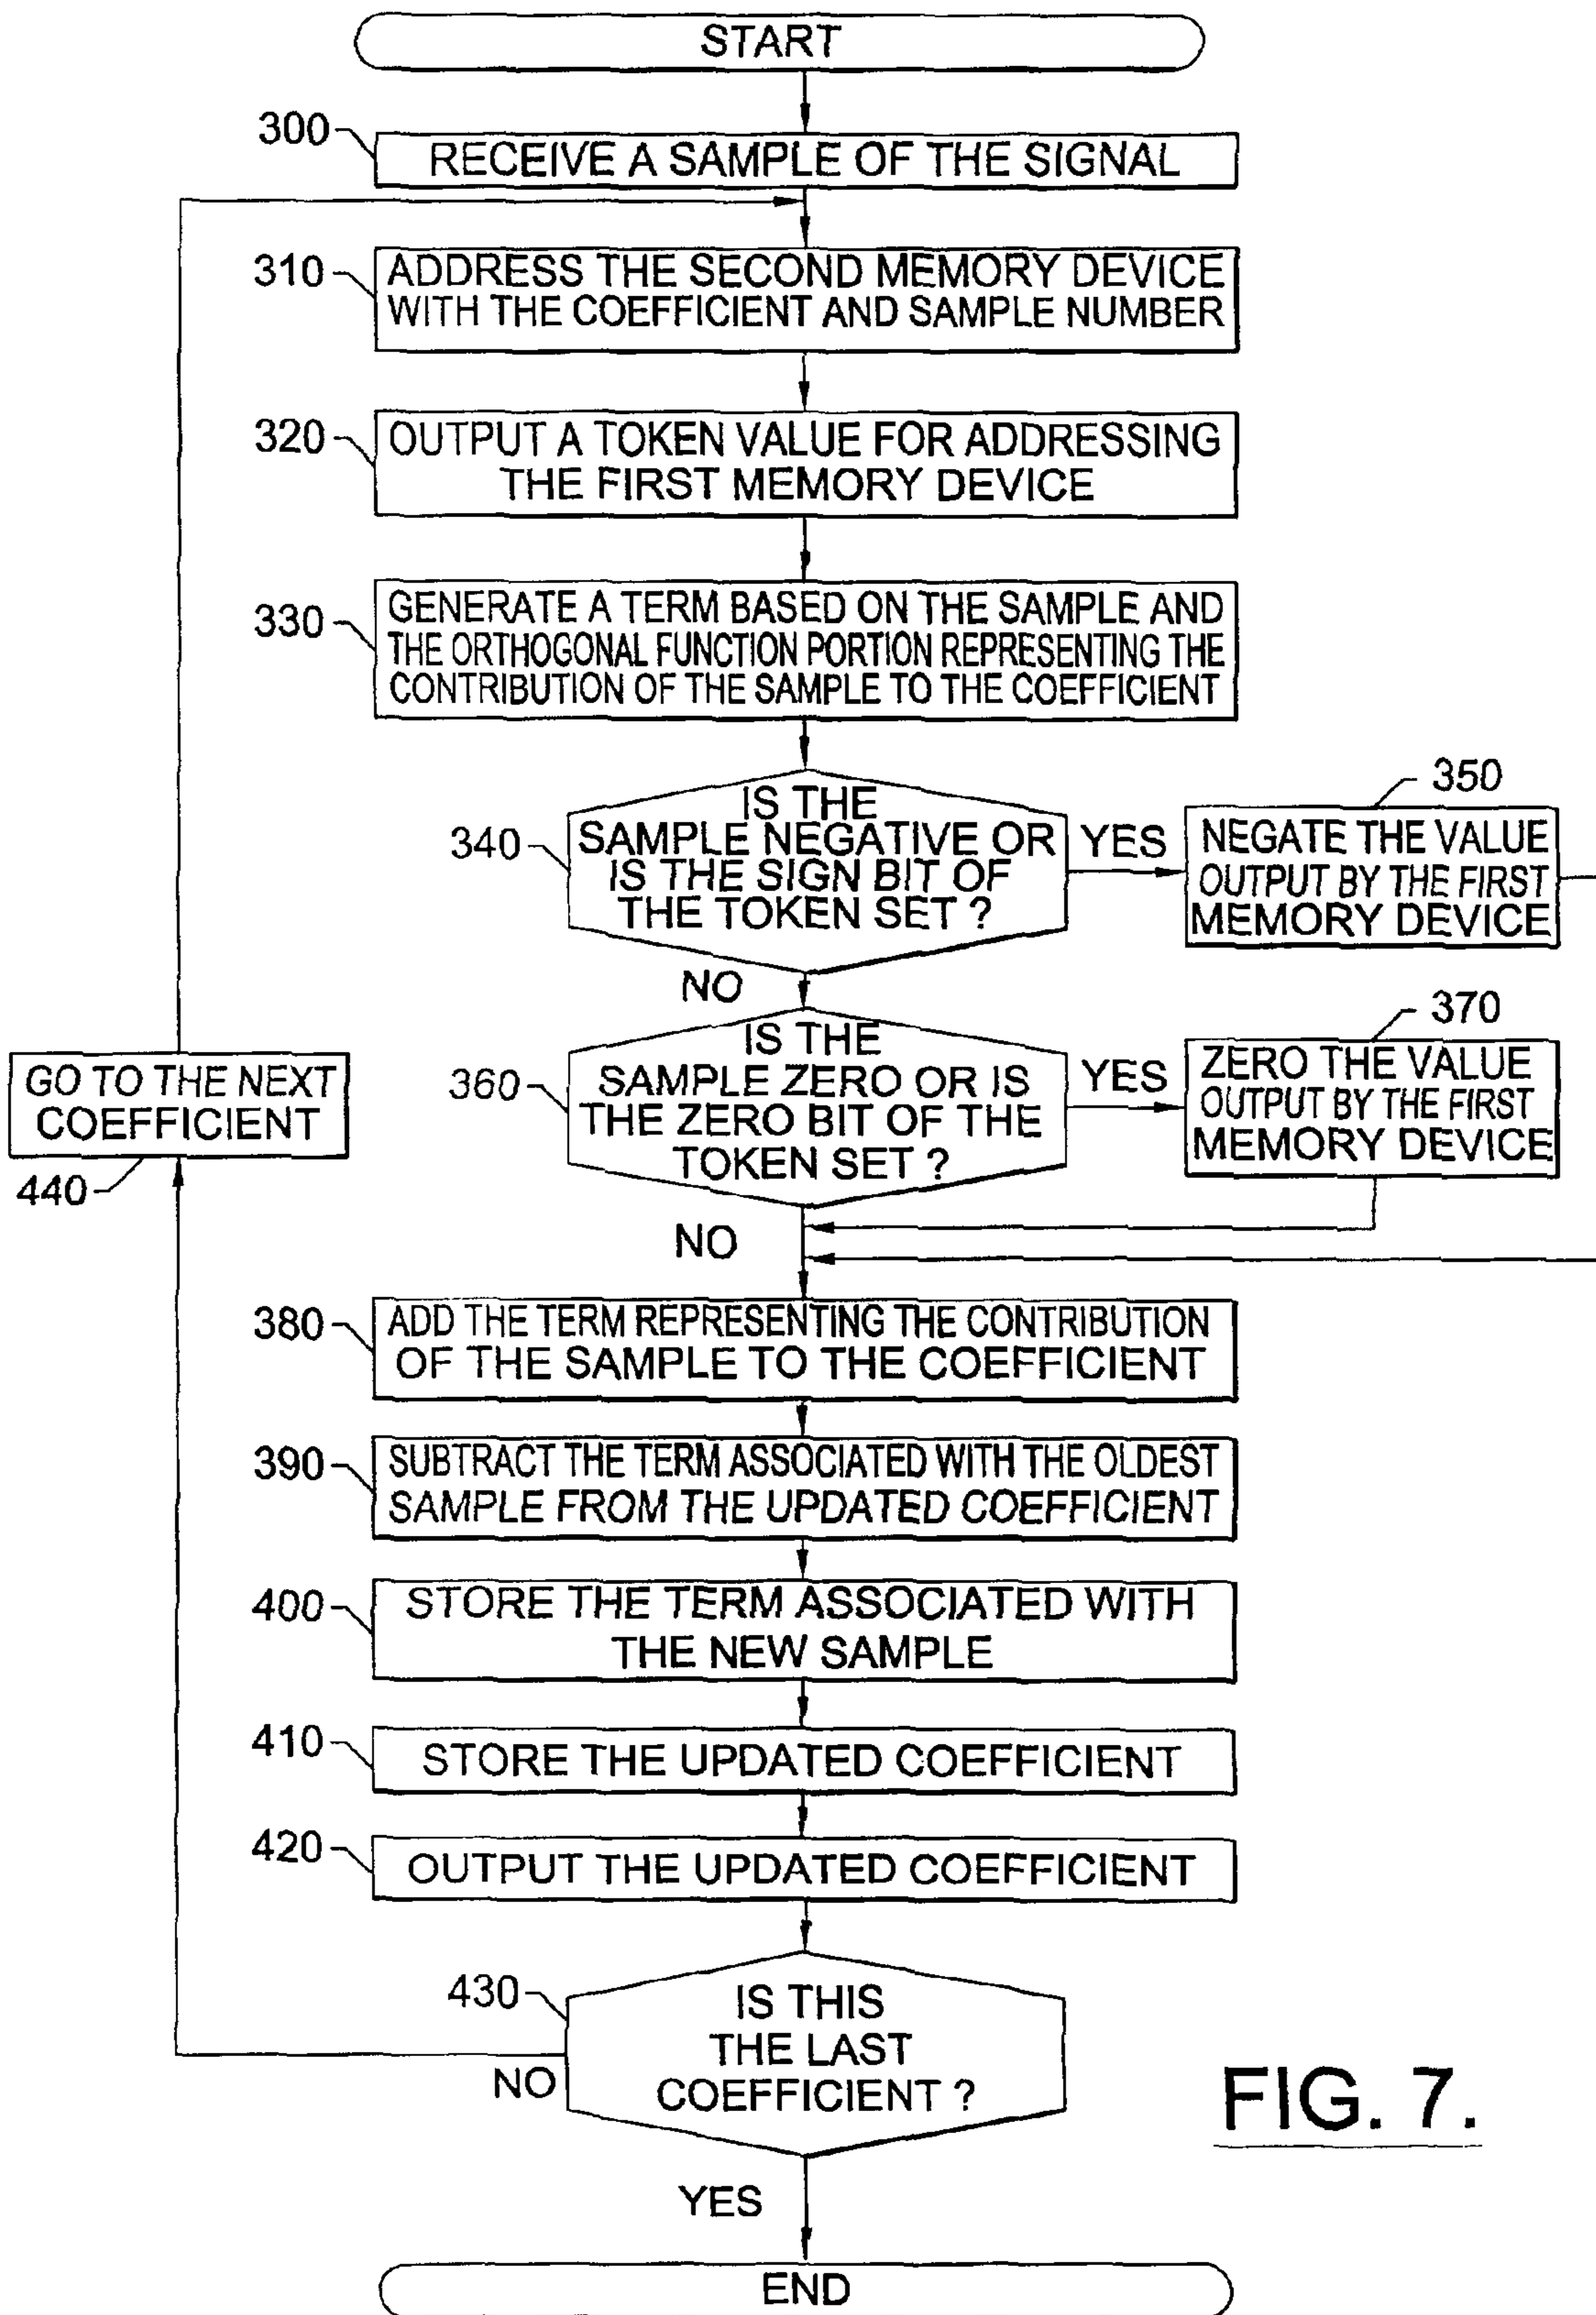 START
300
RECEIVE A SAMPLE OF THE SIGNAL
310
ADDRESS THE SECOND MEMORY DEVICE
WITH THE COEFFICIENT AND SAMPLE NUMBER
320
OUTPUT A TOKEN VALUE FOR ADDRESSING
THE FIRST MEMORY DEVICE
330
GENERATE A TERM BASED ON THE SAMPLE AND
THE ORTHOGONAL FUNCTION PORTION REPRESENTING THE
CONTRIBUTION OF THE SAMPLE TO THE COEFFICIENT
340
IS THE
SAMPLE NEGATIVE OR
IS THE SIGN BIT OF
THE TOKEN SET ?
YES
350
NEGATE THE VALUE
OUTPUT BY THE FIRST
MEMORY DEVICE
NO
360
IS THE
SAMPLE ZERO OR IS
THE ZERO BIT OF THE
TOKEN SET ?
YES
370
ZERO THE VALUE
OUTPUT BY THE FIRST
MEMORY DEVICE
GO TO THE NEXT
COEFFICIENT
440
NO
380
ADD THE TERM REPRESENTING THE CONTRIBUTION
OF THE SAMPLE TO THE COEFFICIENT
390
SUBTRACT THE TERM ASSOCIATED WITH THE OLDEST
SAMPLE FROM THE UPDATED COEFFICIENT
400
STORE THE TERM ASSOCIATED WITH
THE NEW SAMPLE
410
STORE THE UPDATED COEFFICIENT
420
OUTPUT THE UPDATED COEFFICIENT
430
IS THIS
THE LAST
COEFFICIENT ?
NO
YES
FIG. 7.
END